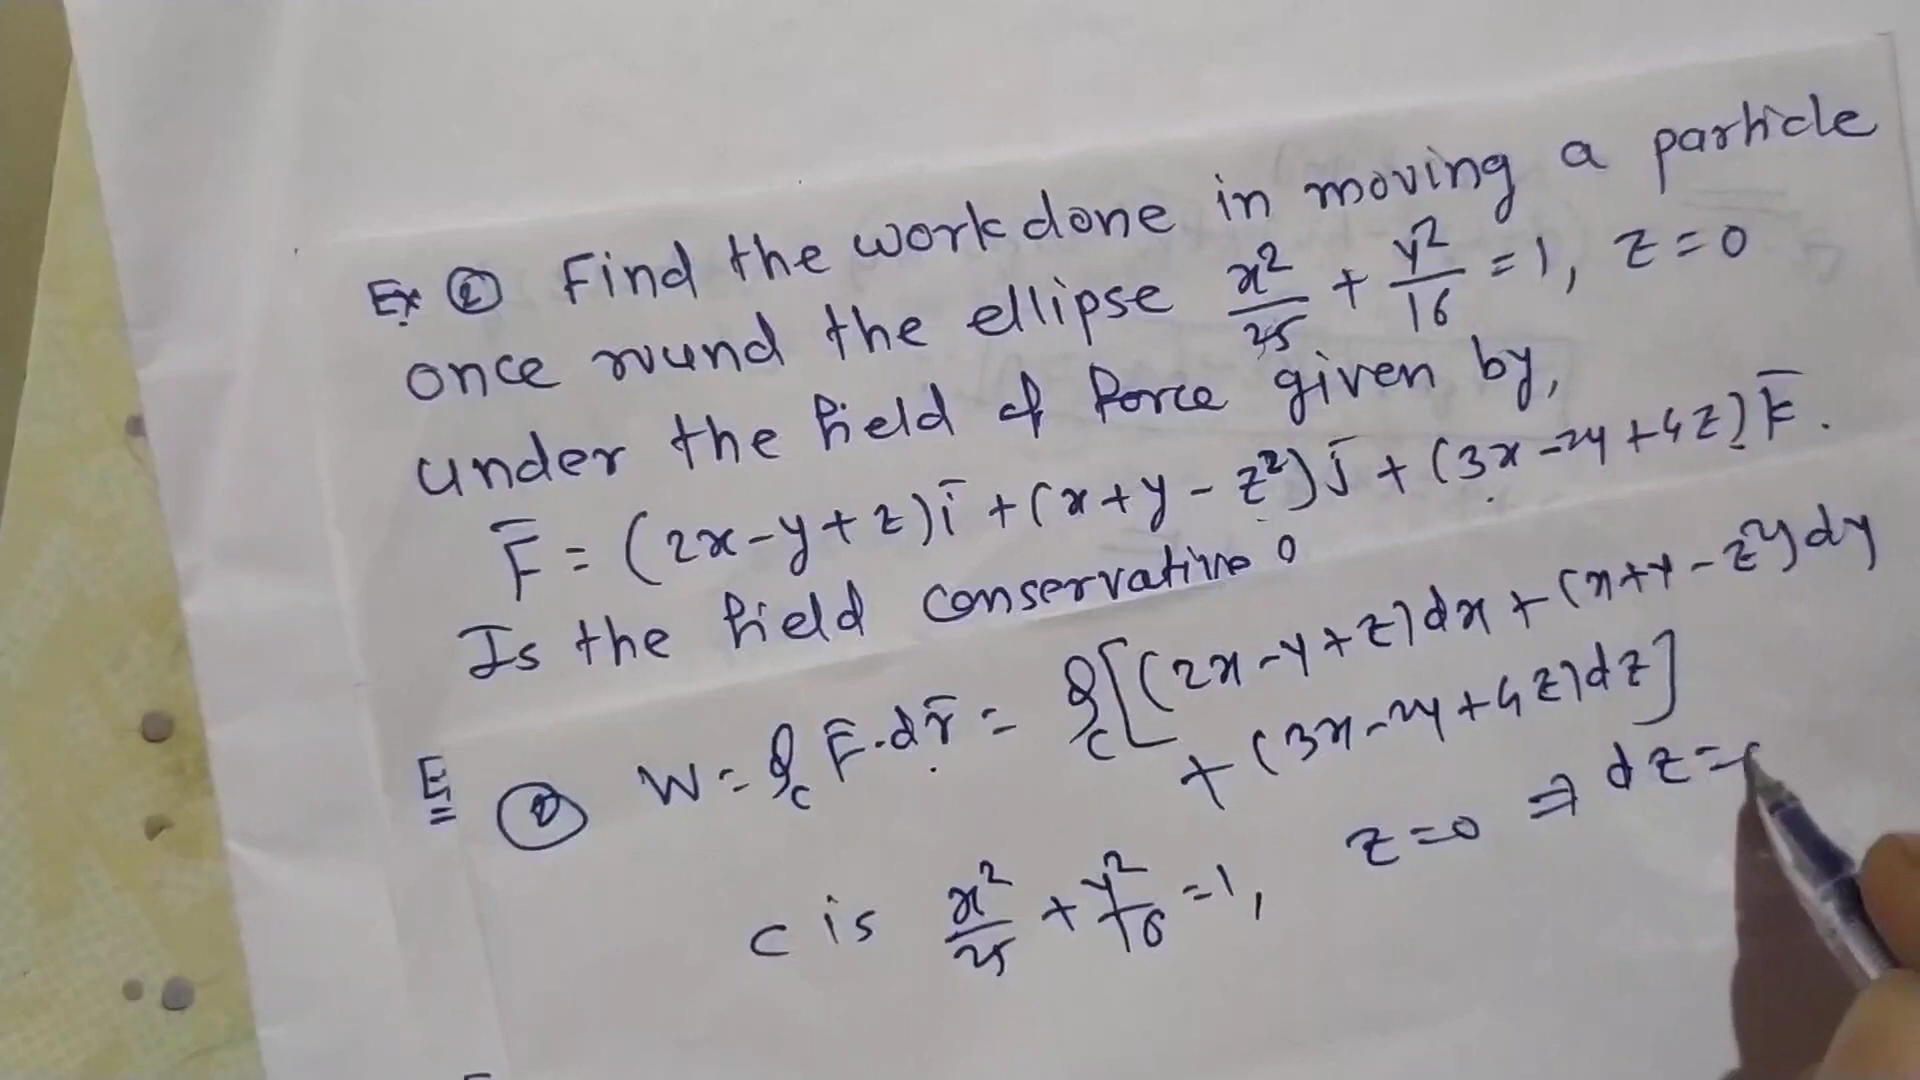 Ex ② Find the work done in moving a particle
once round the ellipse x²/25 + y²/16 = 1, z = 0
under the field of force given by,
F̄ = (2x-y+z)ī + (x+y-z²)j̄ + (3x-2y+4z)k̄.
Is the field conservative?
W = ∮c F̄·dr̄ = ∮c [(2x-y+z)dx + (x+y-z²)dy
+ (3x-2y+4z)dz]
c is x²/25 + y²/16 = 1, z=0 ⇒ dz=